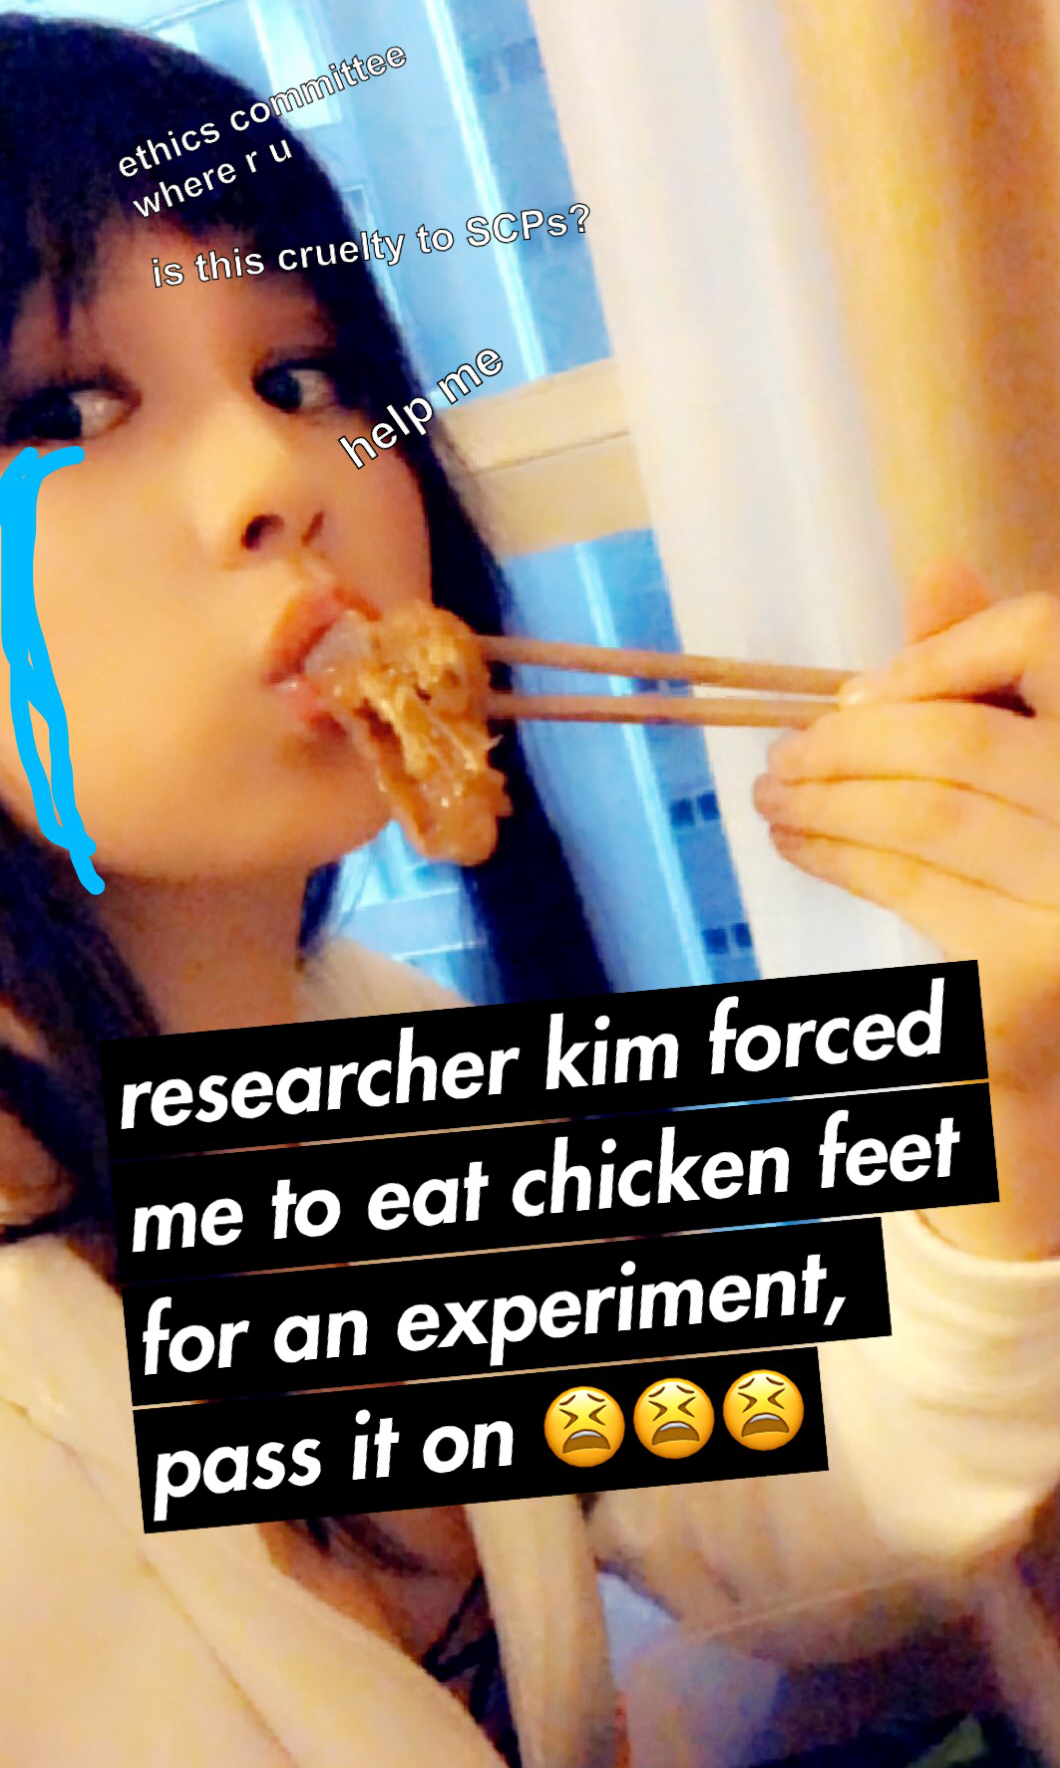 ethics committee
where r u
is this cruelty to SCPs?
help me
researcher kim forced
me to eat chicken feet
for an experiment,
pass it on 😫😫😫